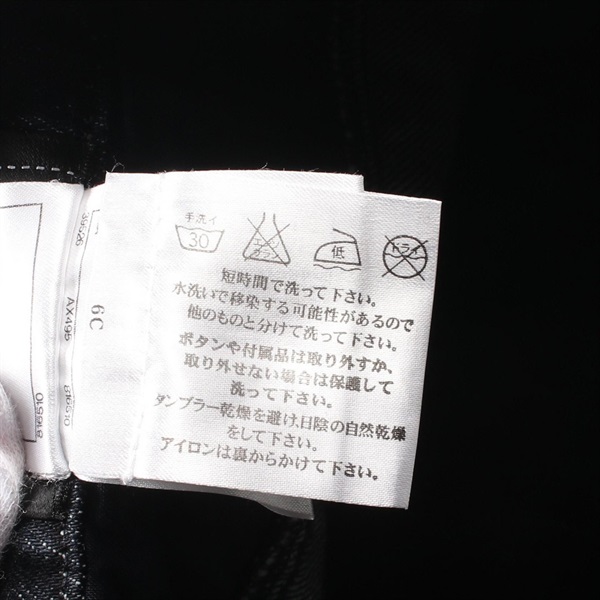 手洗イ
30
エンソ
サラシ
低
ドライ
短時間で洗って下さい。
水洗いで移染する可能性があるので
他のものと分けて洗って下さい。
ボタンや付属品は取り外すか、
取り外せない場合は保護して
洗って下さい。
タンブラー乾燥を避け、日陰の自然乾燥
をして下さい。
アイロンは裏からかけて下さい。
6C
39526
AX495
816510
816510